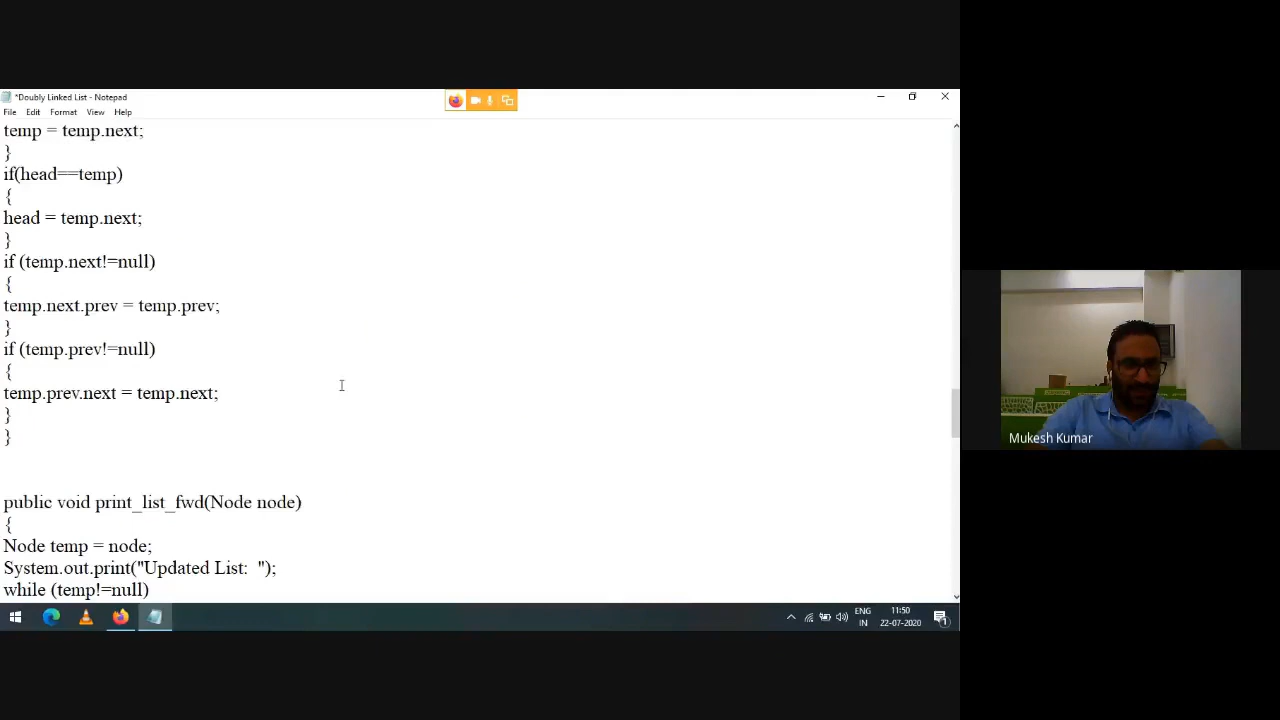 *Doubly Linked List - Notepad
File Edit Format View Help
temp = temp.next;
}
if(head==temp)
{
head = temp.next;
}
if (temp.next!=null)
{
temp.next.prev = temp.prev;
}
if (temp.prev!=null)
{
temp.prev.next = temp.next;
}
}
public void print_list_fwd(Node node)
{
Node temp = node;
System.out.print("Updated List:  ");
while (temp!=null)
ENG
IN
11:50
22-07-2020
1
Mukesh Kumar